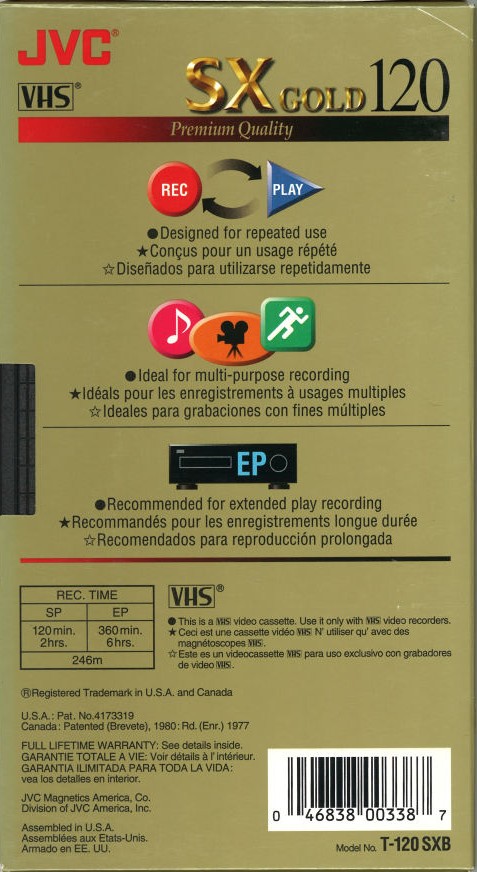 JVC®
VHS®
SX GOLD 120
Premium Quality
REC PLAY
●Designed for repeated use
★Conçus pour un usage répété
☆Diseñados para utilizarse repetidamente
●Ideal for multi-purpose recording
★Idéals pour les enregistrements à usages multiples
☆Ideales para grabaciones con fines múltiples
EP
●Recommended for extended play recording
★Recommandés pour les enregistrements longue durée
☆Recomendados para reproducción prolongada
REC. TIME
SP EP
120min. 360min.
2hrs. 6hrs.
246m
VHS®
●This is a VHS video cassette. Use it only with VHS video recorders.
★Ceci est une cassette vidéo VHS N' utiliser qu' avec des
magnétoscopes VHS.
☆Este es un videocassette VHS para uso exclusivo con grabadores
de video VHS.
®Registered Trademark in U.S.A. and Canada
U.S.A.: Pat. No.4173319
Canada: Patented (Brevete), 1980: Rd. (Enr.) 1977
FULL LIFETIME WARRANTY: See details inside.
GARANTIE TOTALE A VIE: Voir détails à l' intérieur.
GARANTIA ILIMITADA PARA TODA LA VIDA:
vea los detalles en interior.
JVC Magnetics America, Co.
Division of JVC America, Inc.
Assembled in U.S.A.
Assemblées aux Etats-Unis.
Armado en EE. UU.
0 46838 00338 7
Model No. T-120 SXB